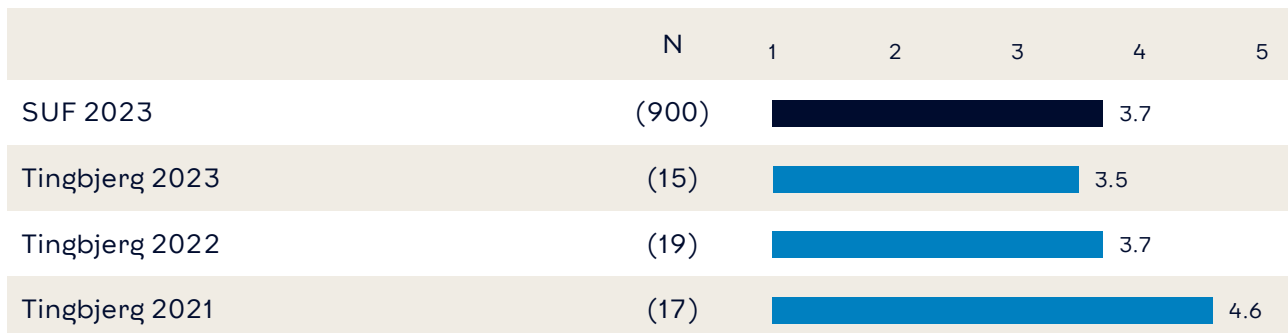 N 1 2 3 4 5
SUF 2023 (900) 3.7
Tingbjerg 2023 (15) 3.5
Tingbjerg 2022 (19) 3.7
Tingbjerg 2021 (17) 4.6